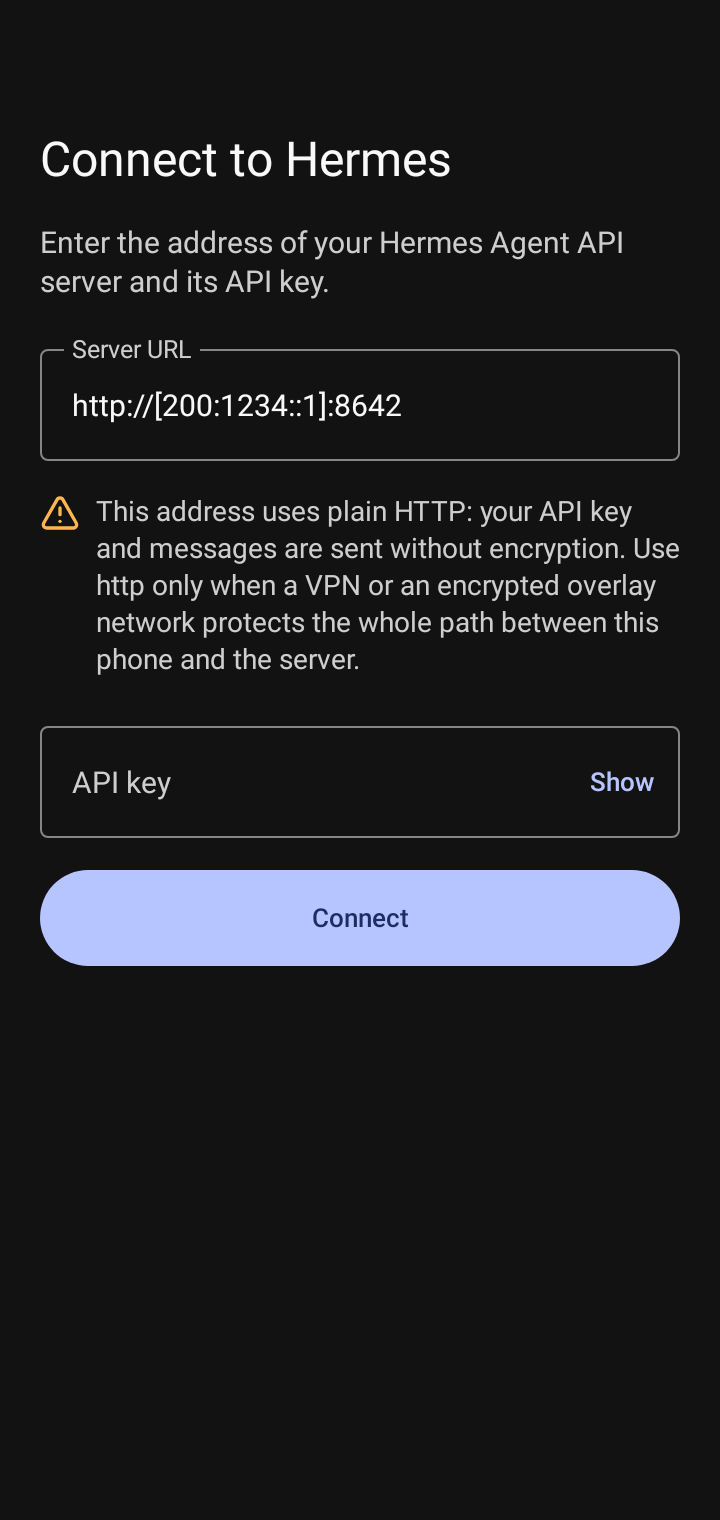 Connect to Hermes
Enter the address of your Hermes Agent API
server and its API key.
Server URL
http://[200:1234::1]:8642
This address uses plain HTTP: your API key
and messages are sent without encryption. Use
http only when a VPN or an encrypted overlay
network protects the whole path between this
phone and the server.
API key
Show
Connect